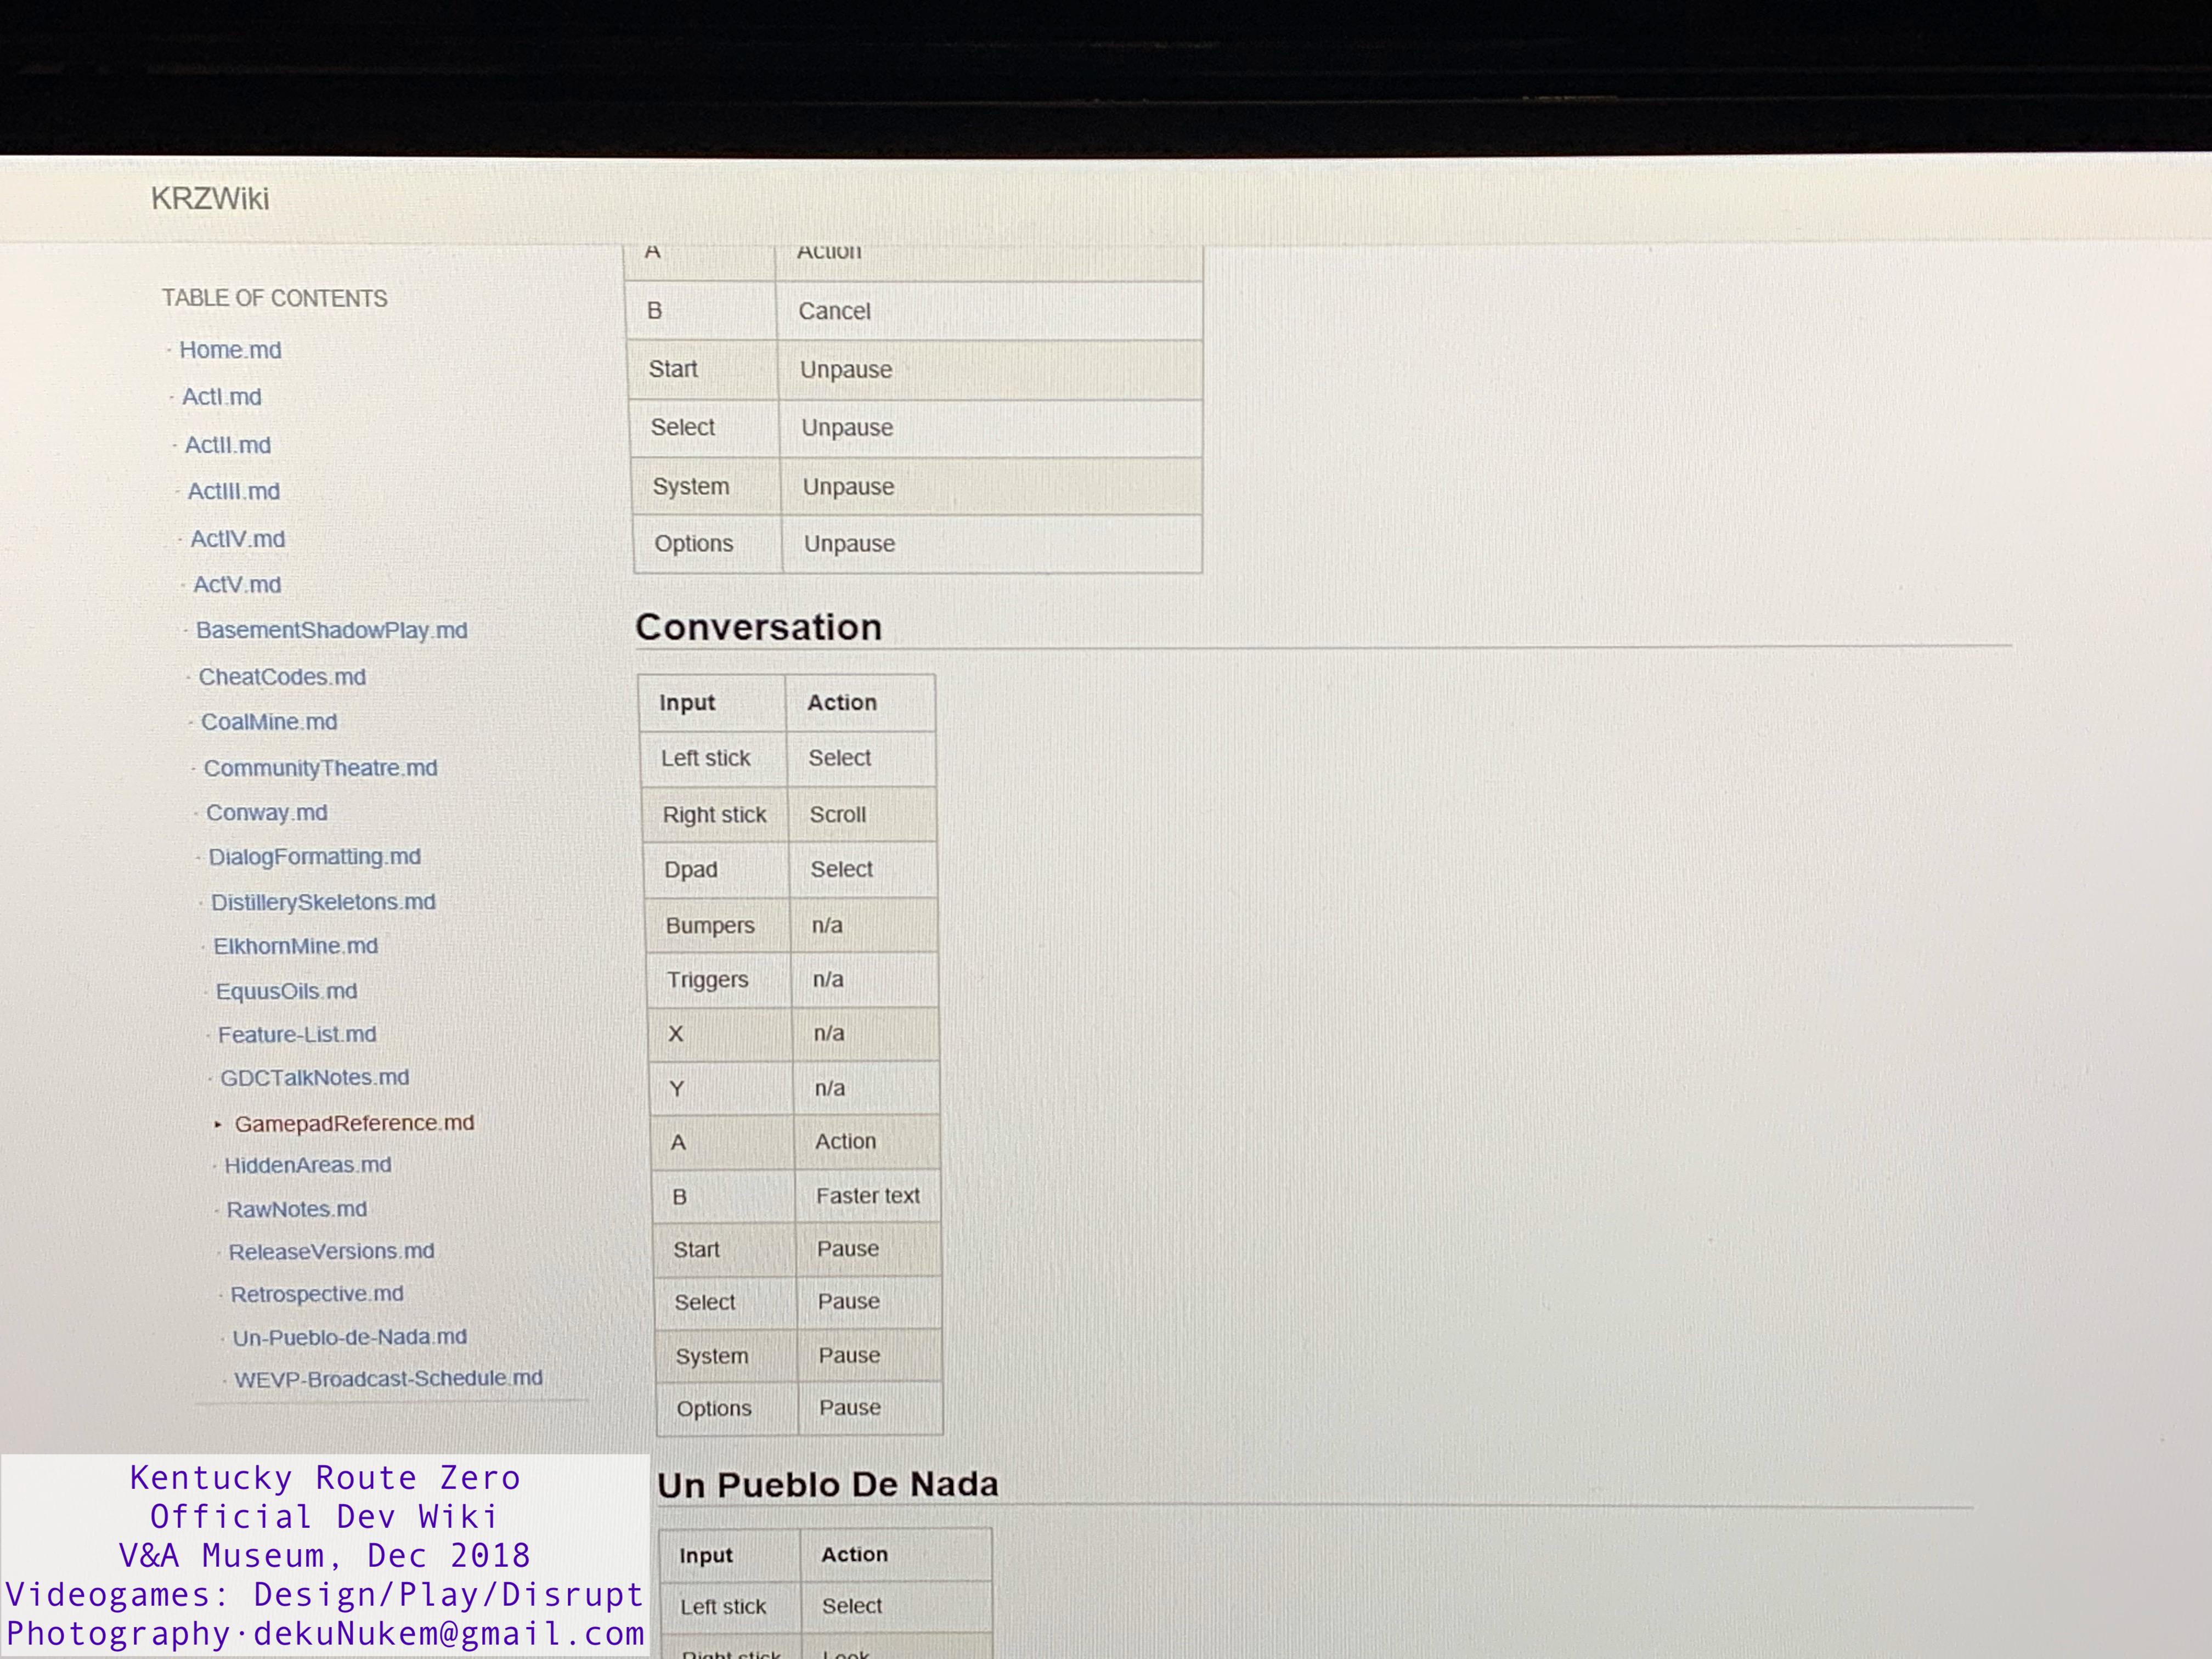 KRZWiki
TABLE OF CONTENTS
· Home.md
· ActI.md
· ActII.md
· ActIII.md
· ActIV.md
· ActV.md
· BasementShadowPlay.md
· CheatCodes.md
· CoalMine.md
· CommunityTheatre.md
· Conway.md
· DialogFormatting.md
· DistillerySkeletons.md
· ElkhornMine.md
· EquusOils.md
· Feature-List.md
· GDCTalkNotes.md
▸ GamepadReference.md
· HiddenAreas.md
· RawNotes.md
· ReleaseVersions.md
· Retrospective.md
· Un-Pueblo-de-Nada.md
· WEVP-Broadcast-Schedule.md
A Action
B Cancel
Start Unpause
Select Unpause
System Unpause
Options Unpause
Conversation
Input Action
Left stick Select
Right stick Scroll
Dpad Select
Bumpers n/a
Triggers n/a
X n/a
Y n/a
A Action
B Faster text
Start Pause
Select Pause
System Pause
Options Pause
Un Pueblo De Nada
Input Action
Left stick Select
Right stick Look
Kentucky Route Zero
Official Dev Wiki
V&A Museum, Dec 2018
Videogames: Design/Play/Disrupt
Photography·dekuNukem@gmail.com